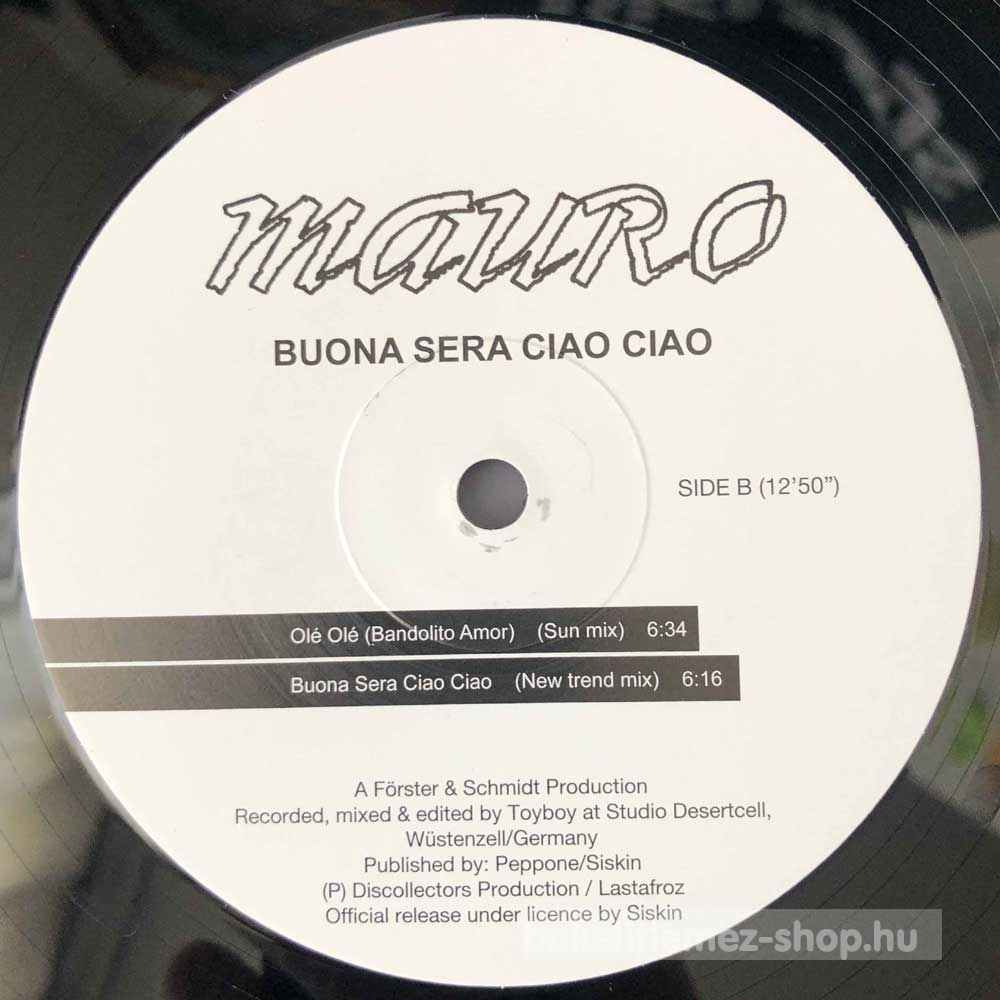 mauro
BUONA SERA CIAO CIAO
SIDE B (12’50”)
Olé Olé (Bandolito Amor) (Sun mix) 6:34
Buona Sera Ciao Ciao (New trend mix) 6:16
A Förster & Schmidt Production
Recorded, mixed & edited by Toyboy at Studio Desertcell,
Wüstenzell/Germany
Published by: Peppone/Siskin
(P) Discollectors Production / Lastafroz
Official release under licence by Siskin